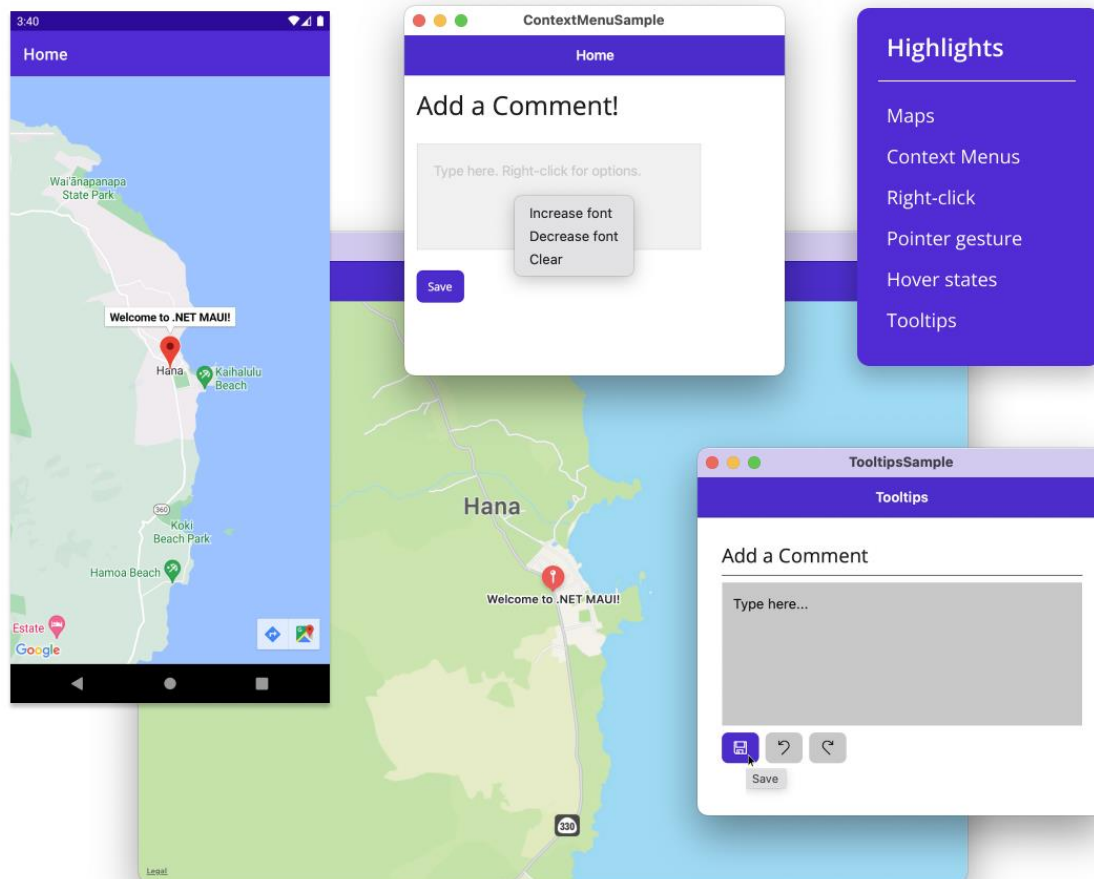 3:40
Home
Wai'ānapanapa
State Park
Welcome to .NET MAUI!
Hana
Kaihalulu
Beach
360
Koki
Beach Park
Hamoa Beach
Estate
Google
ContextMenuSample
Home
Add a Comment!
Type here. Right-click for options.
Increase font
Decrease font
Clear
Save
Highlights
Maps
Context Menus
Right-click
Pointer gesture
Hover states
Tooltips
Hana
Welcome to .NET MAUI!
330
Legal
TooltipsSample
Tooltips
Add a Comment
Type here...
Save